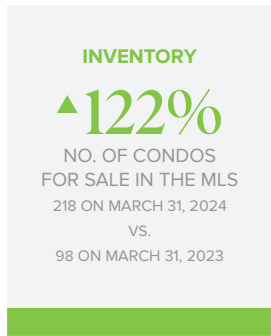 INVENTORY
▲122%
NO. OF CONDOS
FOR SALE IN THE MLS
218 ON MARCH 31, 2024
VS.
98 ON MARCH 31, 2023